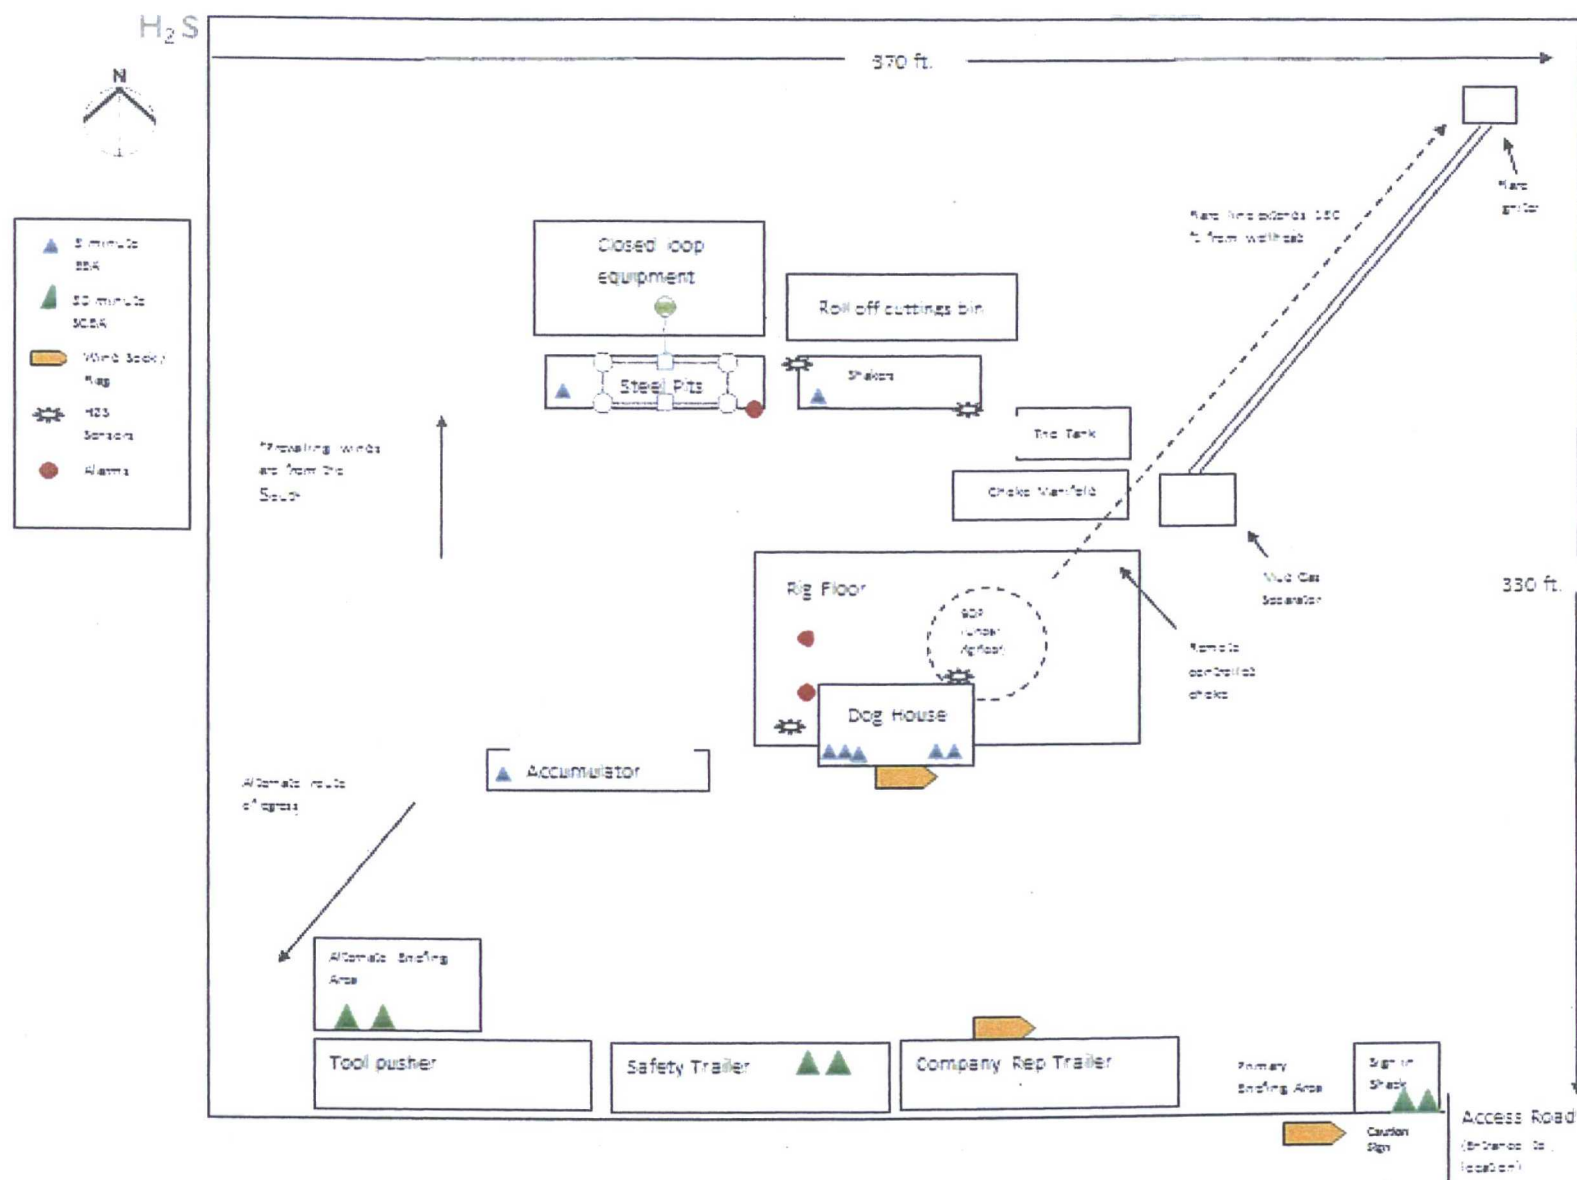 H₂S
370 ft.
N
5 minute
EBA
30 minute
SCBA
Wind Sock/
Flag
H2S
Sensors
Alarms
Closed loop
equipment
Roll off cuttings bin
Steel Pits
Shakers
Trip Tank
Choke Manifold
Flare line extends 150
ft from wellhead
Flare
igniter
*Prevailing winds
are from the
South
Mud Gas
Separator
330 ft.
Rig Floor
BOP
(under
rigfloor)
Remote
controlled
choke
Dog House
Accumulator
Alternate route
of egress
Alternate Briefing
Area
Tool pusher
Safety Trailer
Company Rep Trailer
Primary
Briefing Area
Sign in
Shack
Caution
Sign
Access Road
(Entrance to
location)